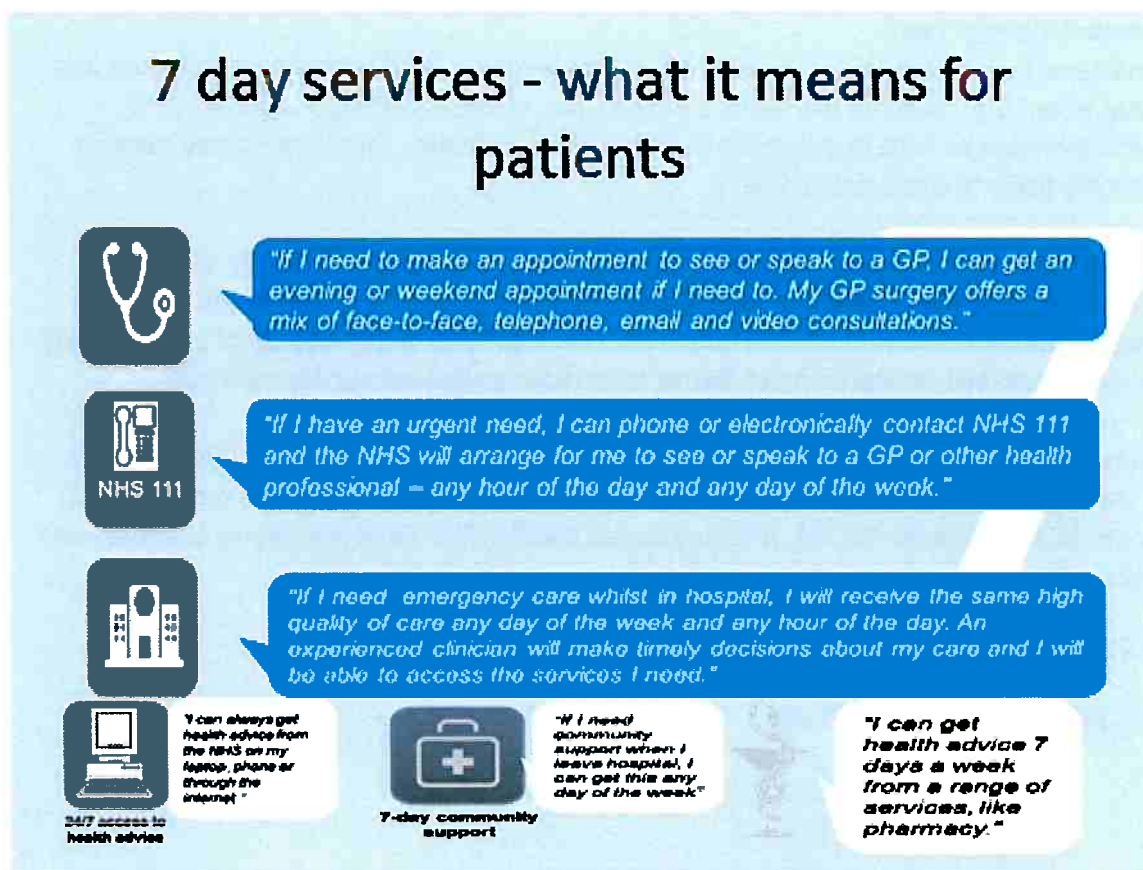 7 day services - what it means for
patients
"If I need to make an appointment to see or speak to a GP, I can get an
evening or weekend appointment if I need to. My GP surgery offers a
mix of face-to-face, telephone, email and video consultations."
NHS 111
"If I have an urgent need, I can phone or electronically contact NHS 111
and the NHS will arrange for me to see or speak to a GP or other health
professional – any hour of the day and any day of the week."
"If I need emergency care whilst in hospital, I will receive the same high
quality of care any day of the week and any hour of the day. An
experienced clinician will make timely decisions about my care and I will
be able to access the services I need."
24/7 access to
health advice
"I can always get
health advice from
the NHS on my
laptop, phone or
through the
internet."
7-day community
support
"If I need
community
support when I
leave hospital, I
can get this any
day of the week"
"I can get
health advice 7
days a week
from a range of
services, like
pharmacy."